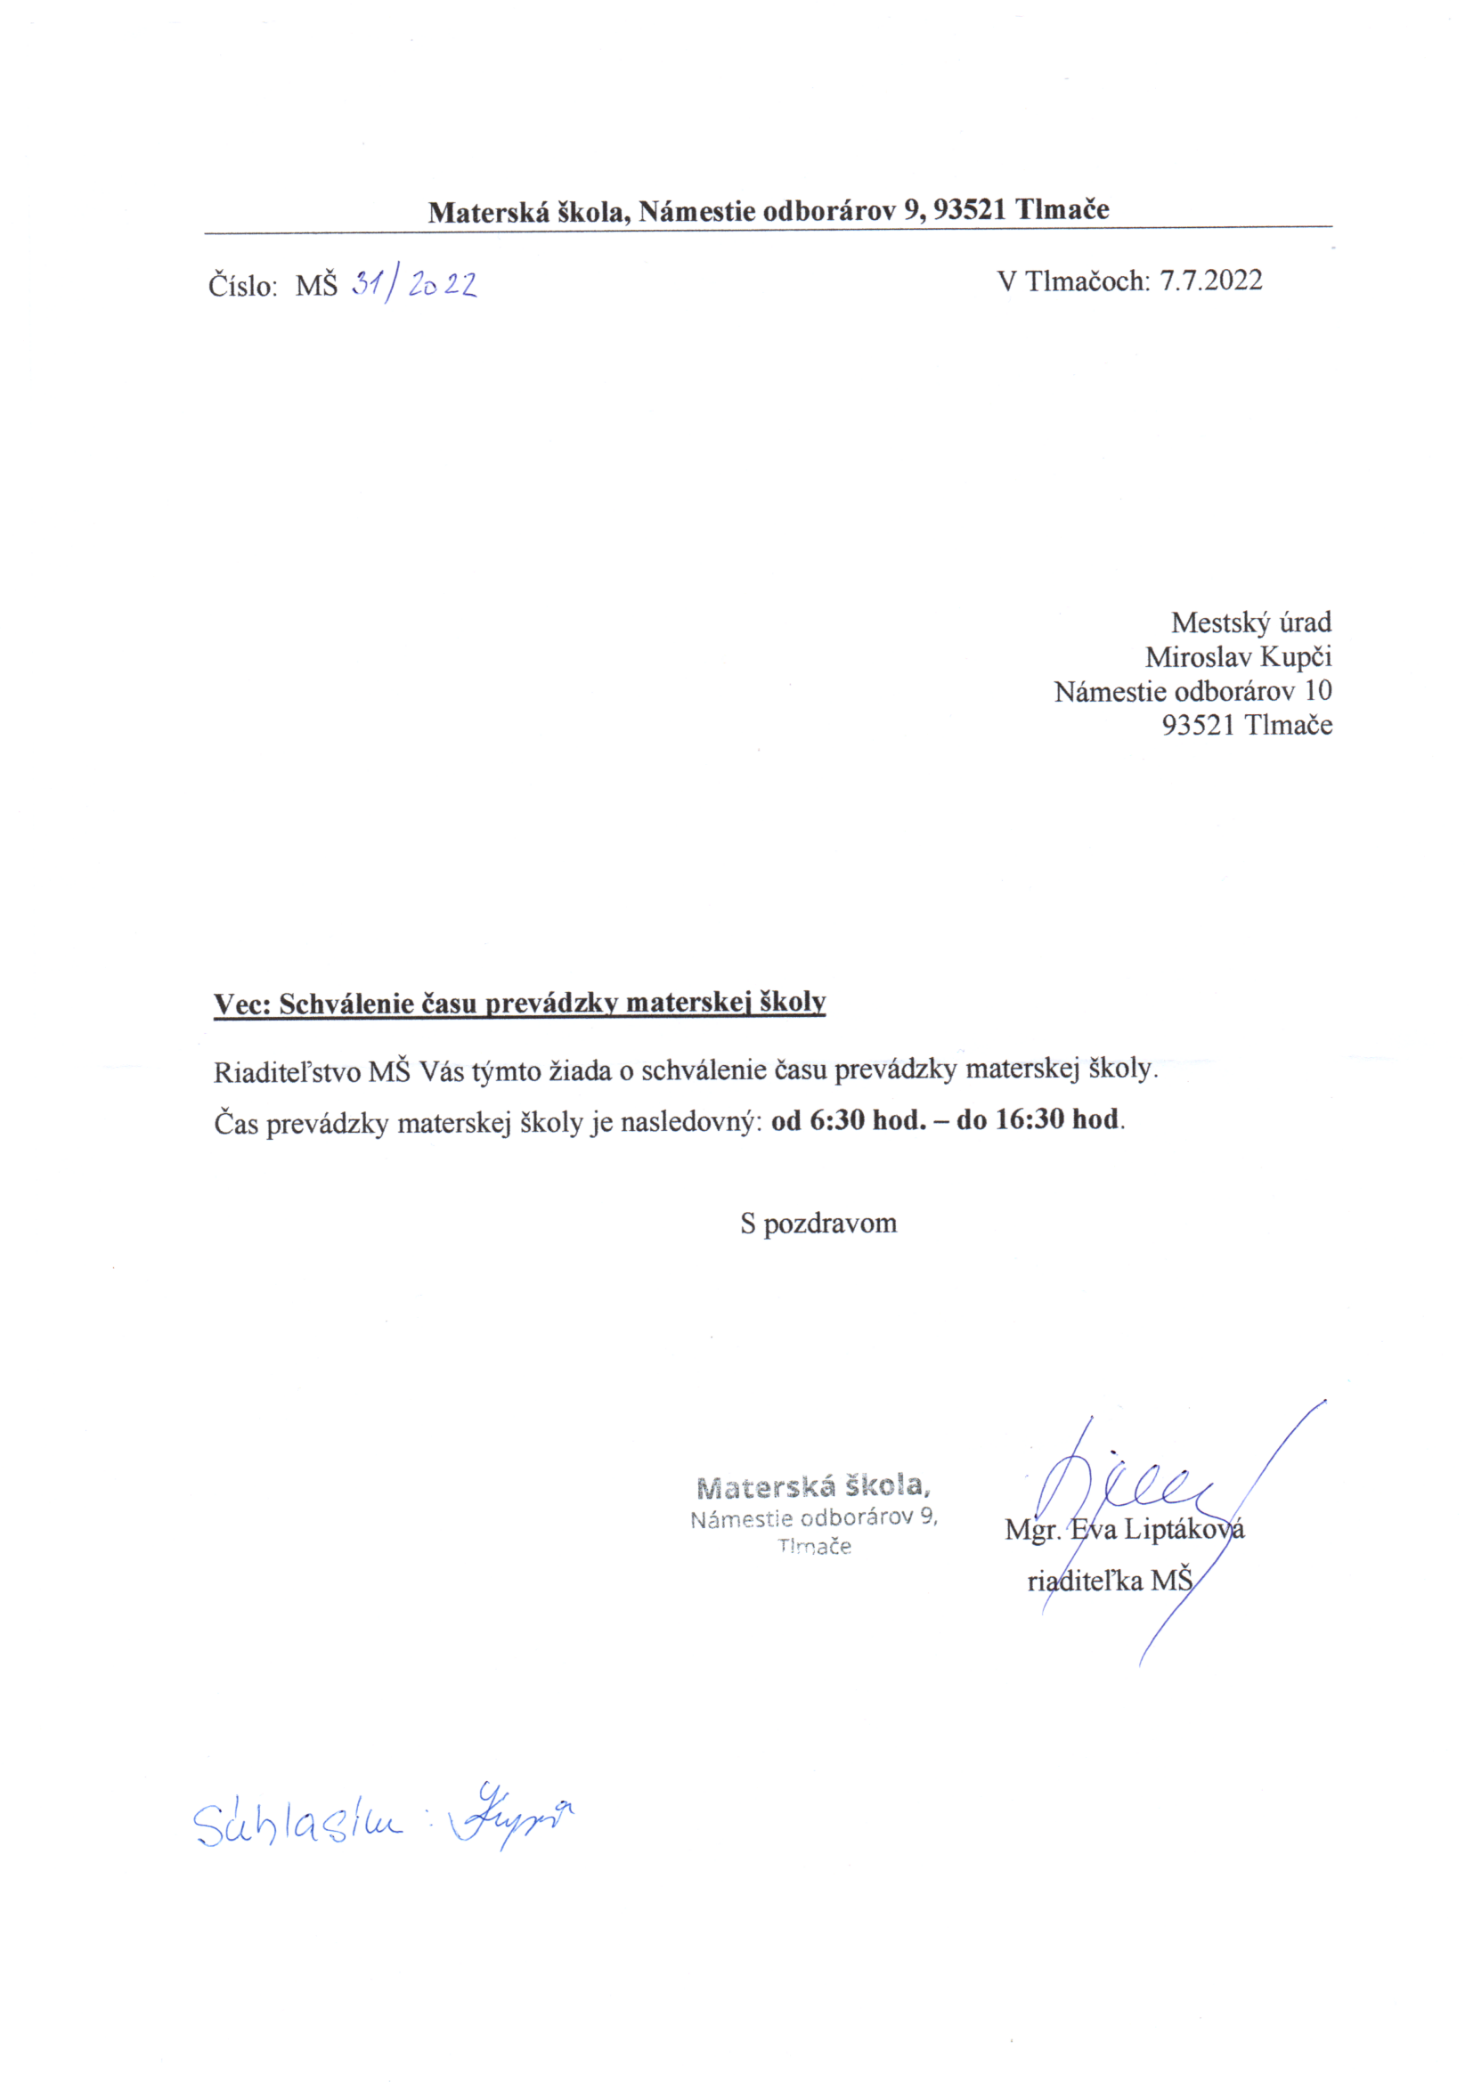 Materská škola, Námestie odborárov 9, 93521 Tlmače
Číslo: MŠ 31/2022
V Tlmačoch: 7.7.2022
Mestský úrad
Miroslav Kupči
Námestie odborárov 10
93521 Tlmače
Vec: Schválenie času prevádzky materskej školy
Riaditeľstvo MŠ Vás týmto žiada o schválenie času prevádzky materskej školy.
Čas prevádzky materskej školy je nasledovný: od 6:30 hod. – do 16:30 hod.
S pozdravom
Materská škola,
Námestie odborárov 9,
Tlmače
Mgr. Eva Liptáková
riaditeľka MŠ
Súhlasím :